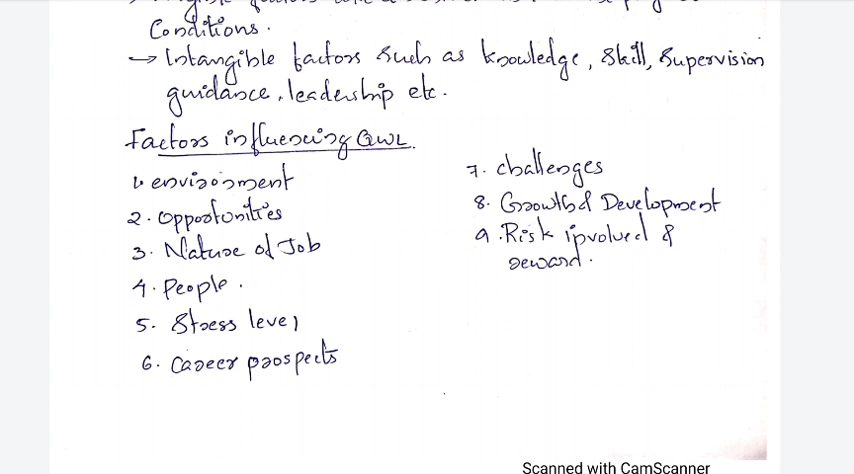 Conditions.
→ Intangible factors such as knowledge, skill, supervision
guidance, leadership etc.
Factors influencing QWL.
1. environment
2. Opportunities
3. Nature of Job
4. People.
5. Stress level
6. Career prospects
7. challenges
8. Growth & Development
9. Risk involved &
reward.
Scanned with CamScanner